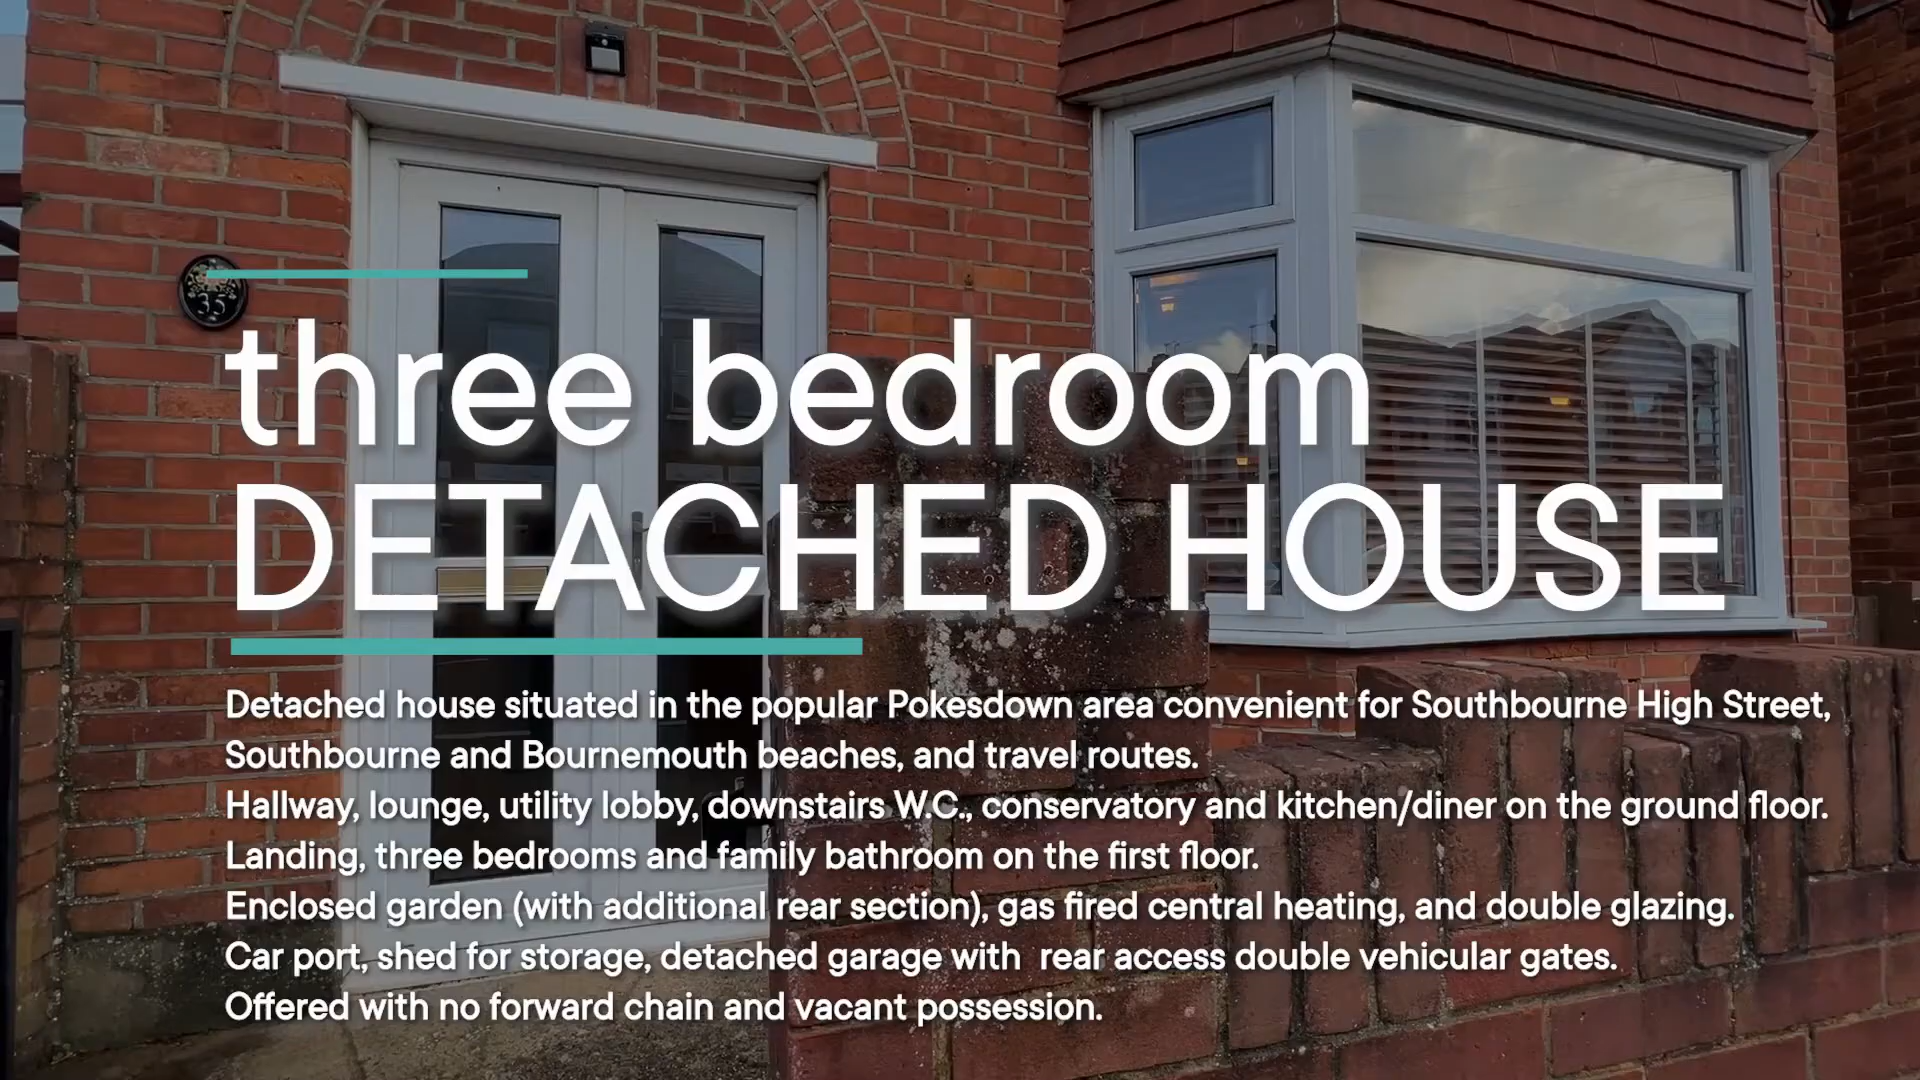 35
three bedroom
DETACHED HOUSE
Detached house situated in the popular Pokesdown area convenient for Southbourne High Street,
Southbourne and Bournemouth beaches, and travel routes.
Hallway, lounge, utility lobby, downstairs W.C., conservatory and kitchen/diner on the ground floor.
Landing, three bedrooms and family bathroom on the first floor.
Enclosed garden (with additional rear section), gas fired central heating, and double glazing.
Car port, shed for storage, detached garage with  rear access double vehicular gates.
Offered with no forward chain and vacant possession.